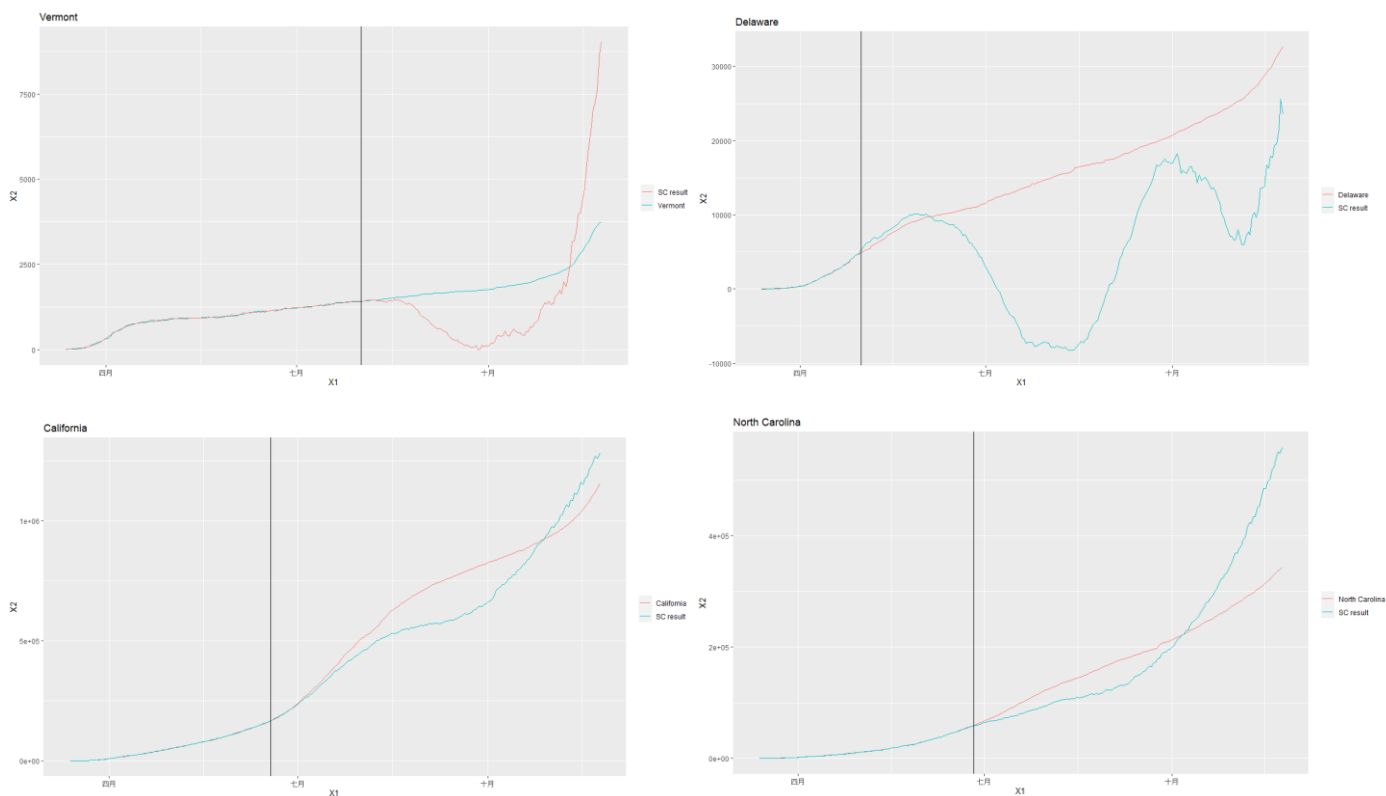 Vermont
7500
5000
2500
0
X2
四月
七月
十月
X1
SC result
Vermont
Delaware
30000
20000
10000
0
-10000
X2
四月
七月
十月
X1
Delaware
SC result
California
1e+06
5e+05
0e+00
X2
四月
七月
十月
X1
California
SC result
North Carolina
4e+05
2e+05
0e+00
X2
四月
七月
十月
X1
North Carolina
SC result